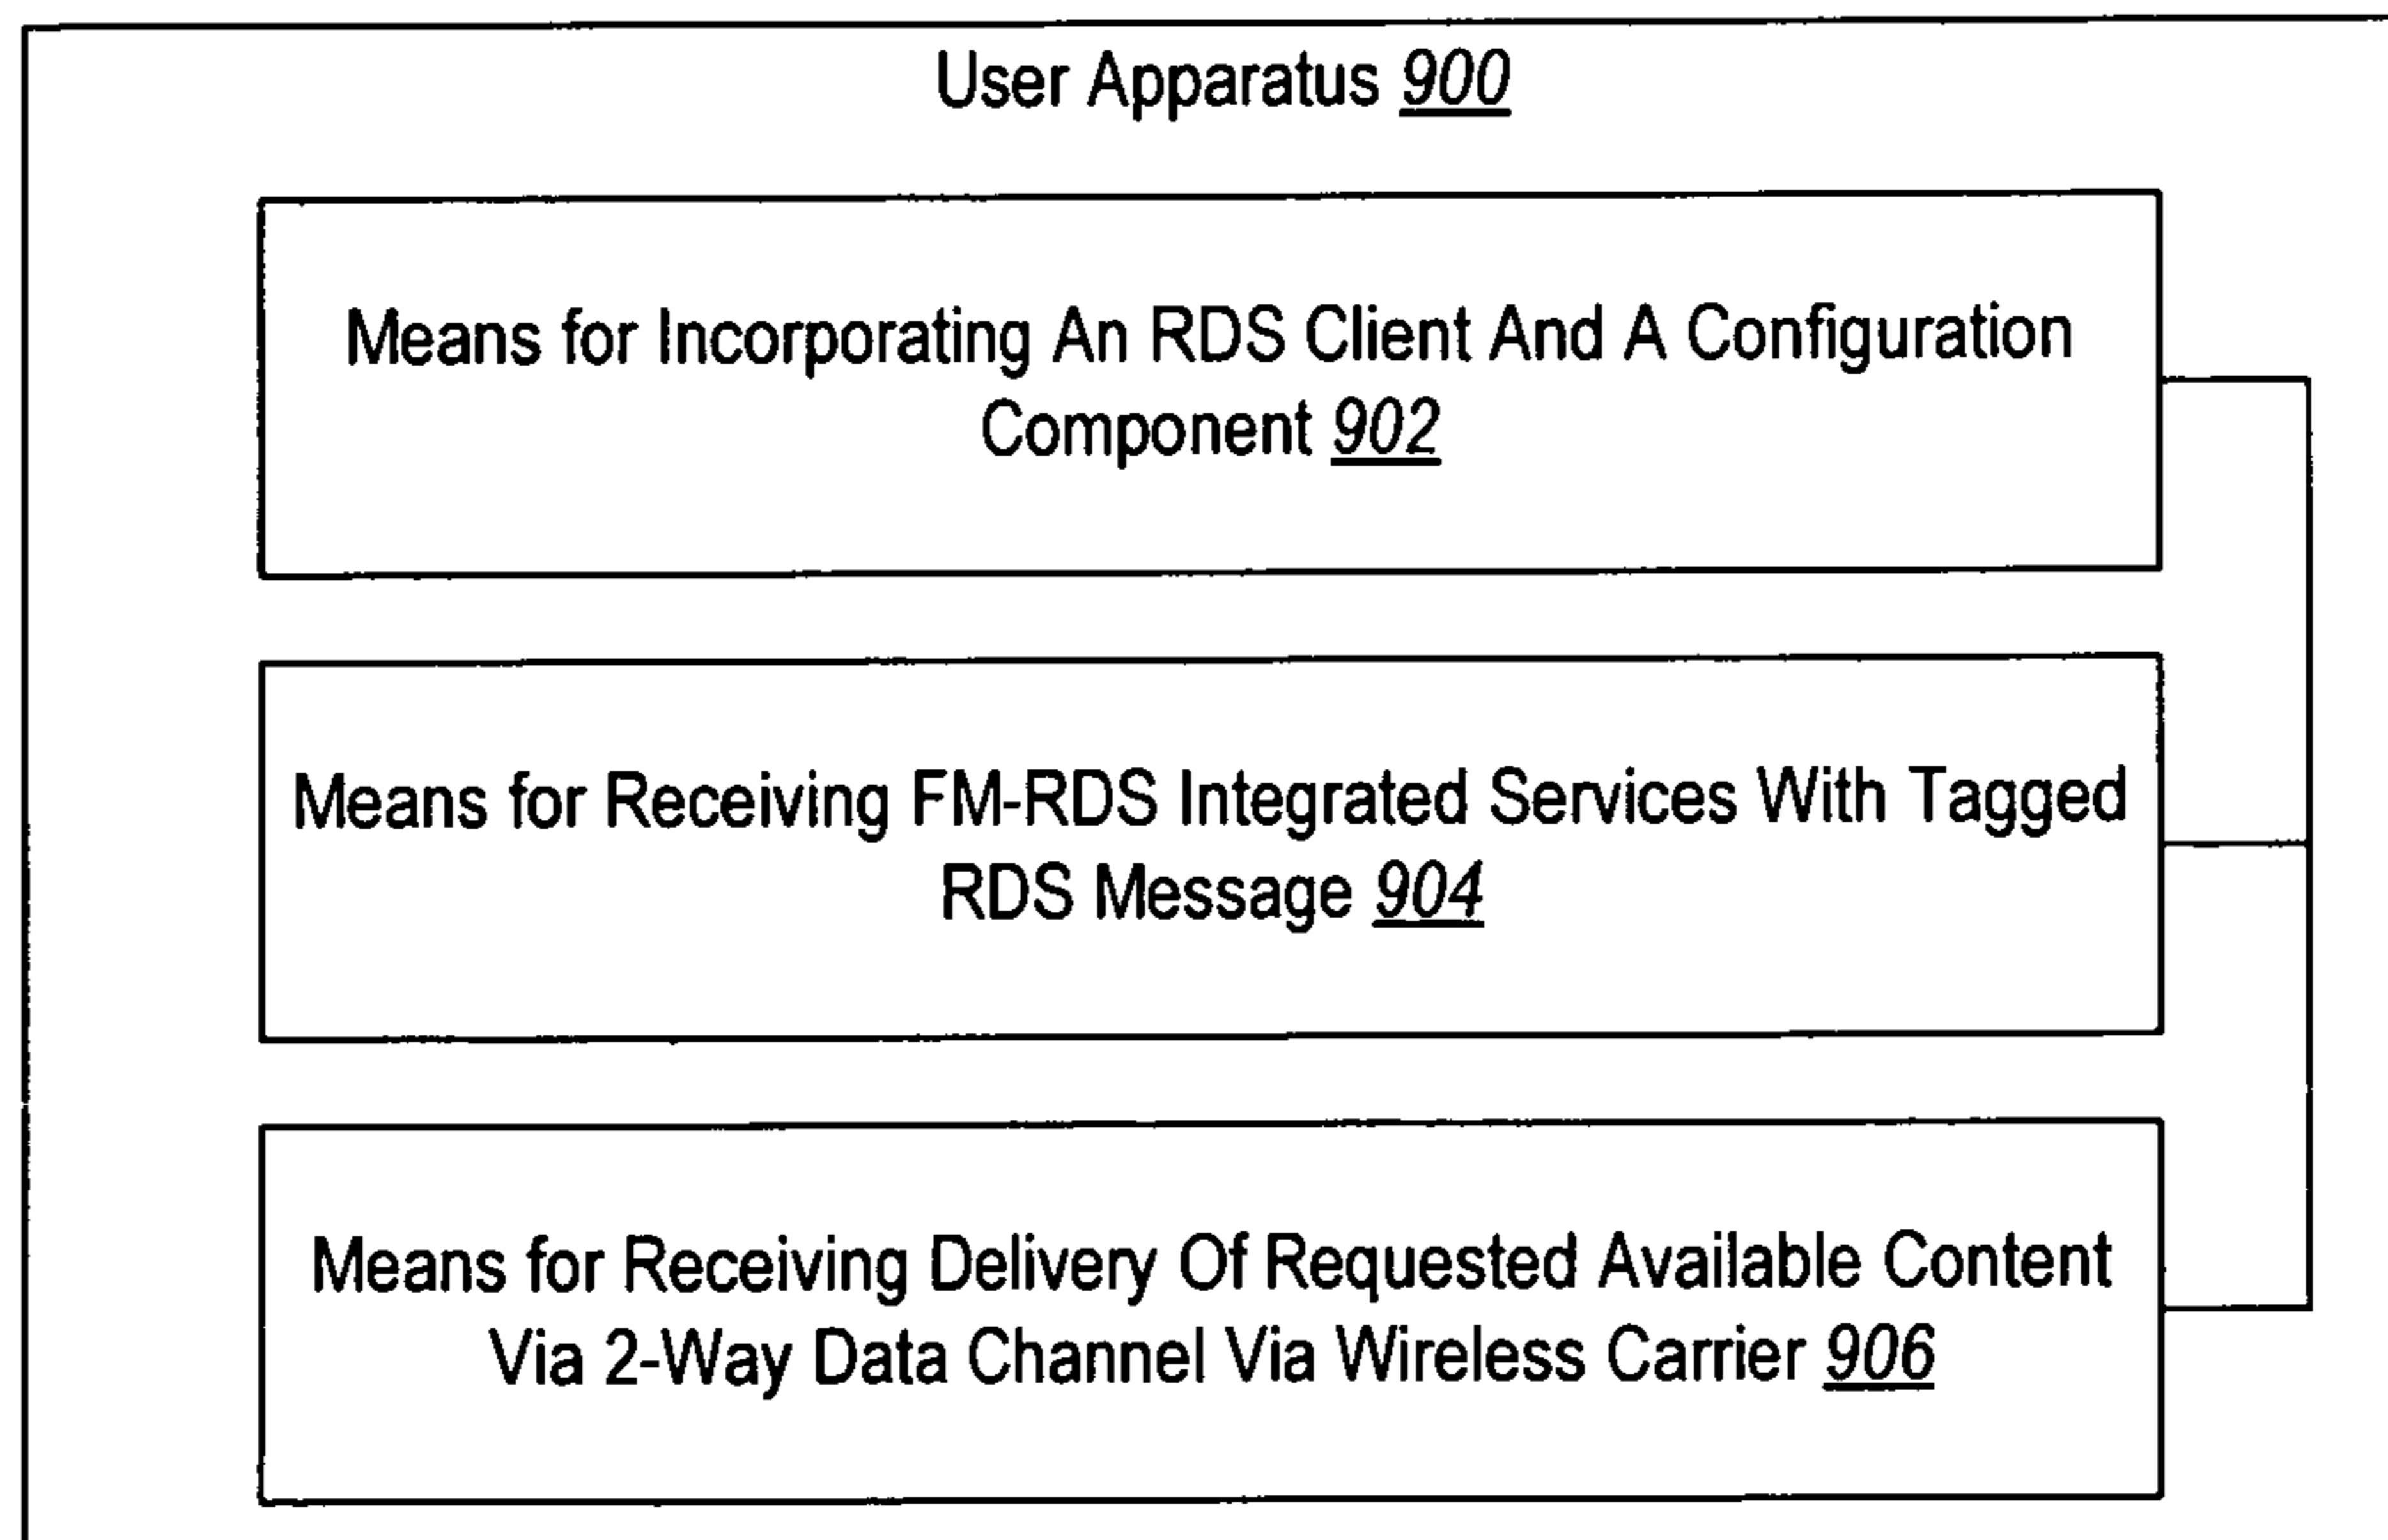 User Apparatus 900
Means for Incorporating An RDS Client And A Configuration
Component 902
Means for Receiving FM-RDS Integrated Services With Tagged
RDS Message 904
Means for Receiving Delivery Of Requested Available Content
Via 2-Way Data Channel Via Wireless Carrier 906